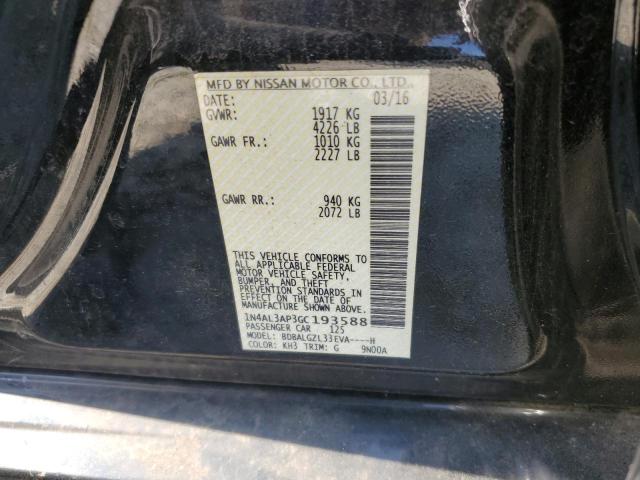 MFD BY NISSAN MOTOR CO., LTD.
DATE: 03/16
GVWR: 1917 KG
4226 LB
GAWR FR.: 1010 KG
2227 LB
GAWR RR.: 940 KG
2072 LB
THIS VEHICLE CONFORMS TO
ALL APPLICABLE FEDERAL
MOTOR VEHICLE SAFETY,
BUMPER, AND THEFT
PREVENTION STANDARDS IN
EFFECT ON THE DATE OF
MANUFACTURE SHOWN ABOVE.
1N4AL3AP3GC193588
PASSENGER CAR 125
MODEL: BDBALGZL33EVA----H
COLOR: KH3 TRIM: G 9N00A